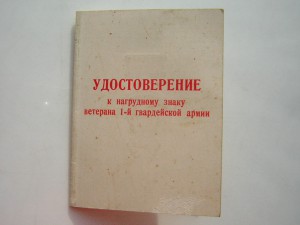 УДОСТОВЕРЕНИЕ
к нагрудному знаку
ветерана 1-й гвардейской армии